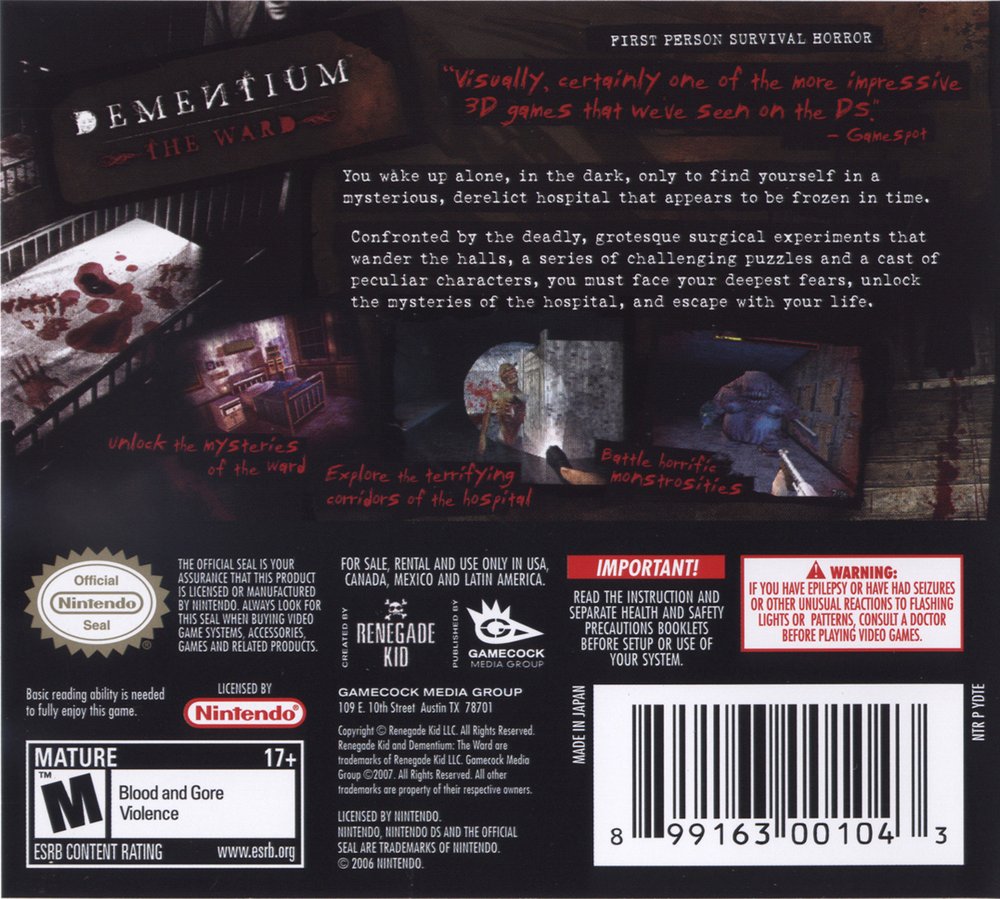 FIRST PERSON SURVIVAL HORROR
DEMENTIUM
THE WARD
"Visually, certainly one of the more impressive
3D games that we've seen on the DS."
- GameSpot
You wake up alone, in the dark, only to find yourself in a
mysterious, derelict hospital that appears to be frozen in time.
Confronted by the deadly, grotesque surgical experiments that
wander the halls, a series of challenging puzzles and a cast of
peculiar characters, you must face your deepest fears, unlock
the mysteries of the hospital, and escape with your life.
unlock the mysteries
of the ward
Explore the terrifying
corridors of the hospital
Battle horrific
monstrosities
Official
Nintendo
Seal
®
THE OFFICIAL SEAL IS YOUR
ASSURANCE THAT THIS PRODUCT
IS LICENSED OR MANUFACTURED
BY NINTENDO. ALWAYS LOOK FOR
THIS SEAL WHEN BUYING VIDEO
GAME SYSTEMS, ACCESSORIES,
GAMES AND RELATED PRODUCTS.
FOR SALE, RENTAL AND USE ONLY IN USA,
CANADA, MEXICO AND LATIN AMERICA.
CREATED BY
RENEGADE
KID
PUBLISHED BY
GAMECOCK
MEDIA GROUP
IMPORTANT!
READ THE INSTRUCTION AND
SEPARATE HEALTH AND SAFETY
PRECAUTIONS BOOKLETS
BEFORE SETUP OR USE OF
YOUR SYSTEM.
WARNING:
IF YOU HAVE EPILEPSY OR HAVE HAD SEIZURES
OR OTHER UNUSUAL REACTIONS TO FLASHING
LIGHTS OR PATTERNS, CONSULT A DOCTOR
BEFORE PLAYING VIDEO GAMES.
Basic reading ability is needed
to fully enjoy this game.
LICENSED BY
Nintendo®
MATURE 17+
TM
M
Blood and Gore
Violence
ESRB CONTENT RATING www.esrb.org
GAMECOCK MEDIA GROUP
109 E. 10th Street Austin TX 78701
Copyright © Renegade Kid LLC. All Rights Reserved.
Renegade Kid and Dementium: The Ward are
trademarks of Renegade Kid LLC. Gamecock Media
Group ©2007. All Rights Reserved. All other
trademarks are property of their respective owners.
LICENSED BY NINTENDO.
NINTENDO, NINTENDO DS AND THE OFFICIAL
SEAL ARE TRADEMARKS OF NINTENDO.
© 2006 NINTENDO.
MADE IN JAPAN
8 99163 00104 3
NTR P YDTE